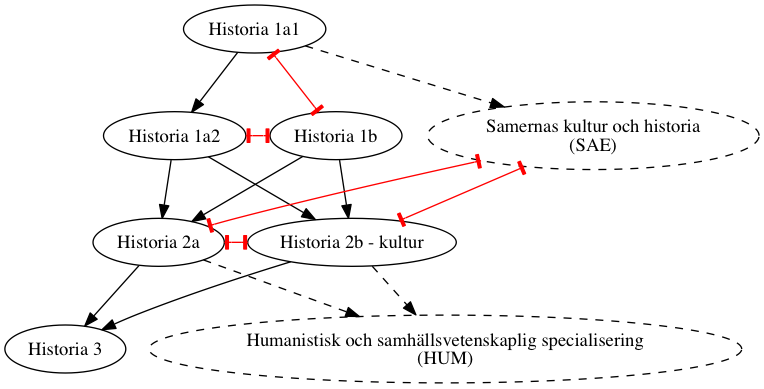 Historia 1a1
Samernas kultur och historia
(SAE)
Historia 1a2
Historia 1b
Historia 2a
Historia 2b - kultur
Humanistisk och samhällsvetenskaplig specialisering
(HUM)
Historia 3